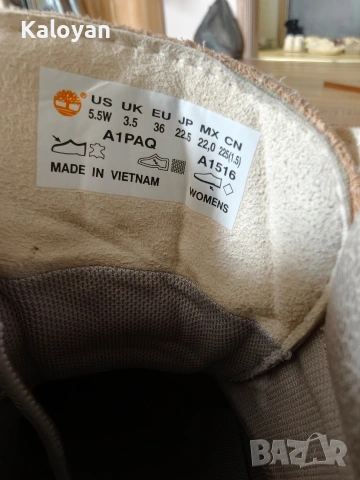 Kaloyan
US UK EU JP MX CN
5.5W 3.5 36 22.5 22,0 225(1.5)
A1PAQ A1516
MADE IN VIETNAM WOMENS
BAZAR
bg